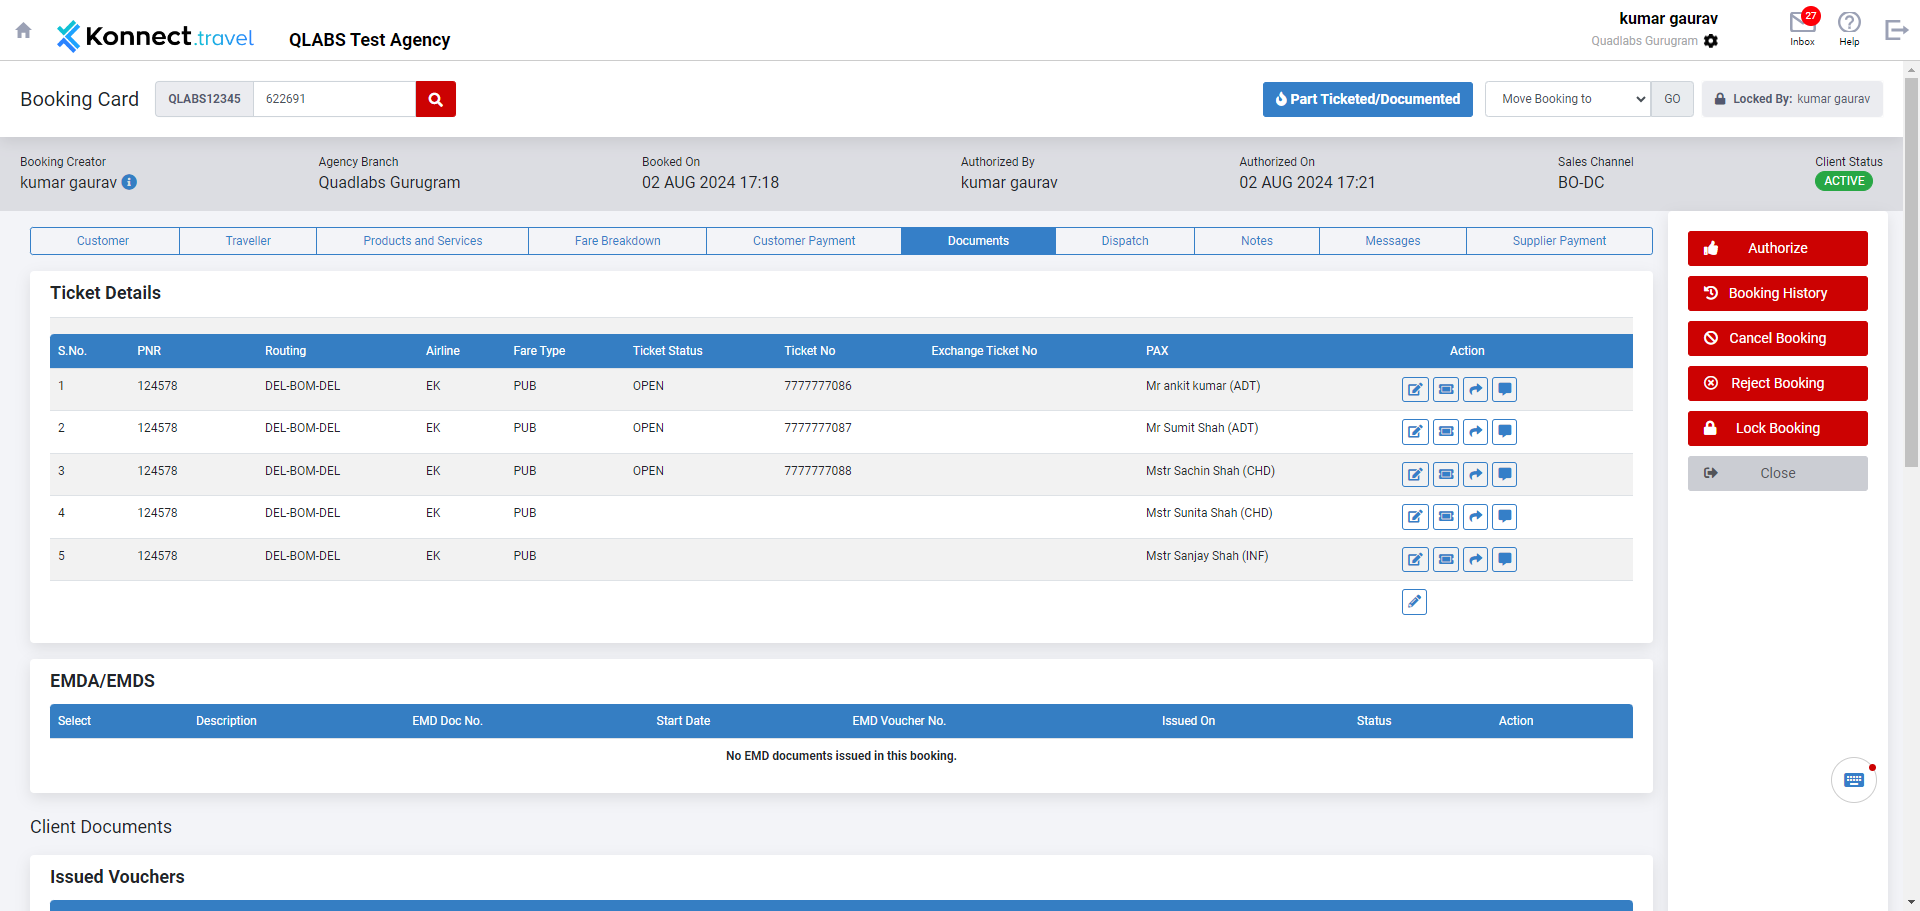 Konnect.travel
QLABS Test Agency
kumar gaurav
Quadlabs Gurugram
27
Inbox
Help
Booking Card
QLABS12345
622691
Part Ticketed/Documented
Move Booking to
GO
Locked By: kumar gaurav
Booking Creator
kumar gaurav
Agency Branch
Quadlabs Gurugram
Booked On
02 AUG 2024 17:18
Authorized By
kumar gaurav
Authorized On
02 AUG 2024 17:21
Sales Channel
BO-DC
Client Status
ACTIVE
Customer
Traveller
Products and Services
Fare Breakdown
Customer Payment
Documents
Dispatch
Notes
Messages
Supplier Payment
Authorize
Booking History
Cancel Booking
Reject Booking
Lock Booking
Close
Ticket Details
S.No. PNR Routing Airline Fare Type Ticket Status Ticket No Exchange Ticket No PAX Action
1 124578 DEL-BOM-DEL EK PUB OPEN 7777777086 Mr ankit kumar (ADT)
2 124578 DEL-BOM-DEL EK PUB OPEN 7777777087 Mr Sumit Shah (ADT)
3 124578 DEL-BOM-DEL EK PUB OPEN 7777777088 Mstr Sachin Shah (CHD)
4 124578 DEL-BOM-DEL EK PUB Mstr Sunita Shah (CHD)
5 124578 DEL-BOM-DEL EK PUB Mstr Sanjay Shah (INF)
EMDA/EMDS
Select Description EMD Doc No. Start Date EMD Voucher No. Issued On Status Action
No EMD documents issued in this booking.
Client Documents
Issued Vouchers